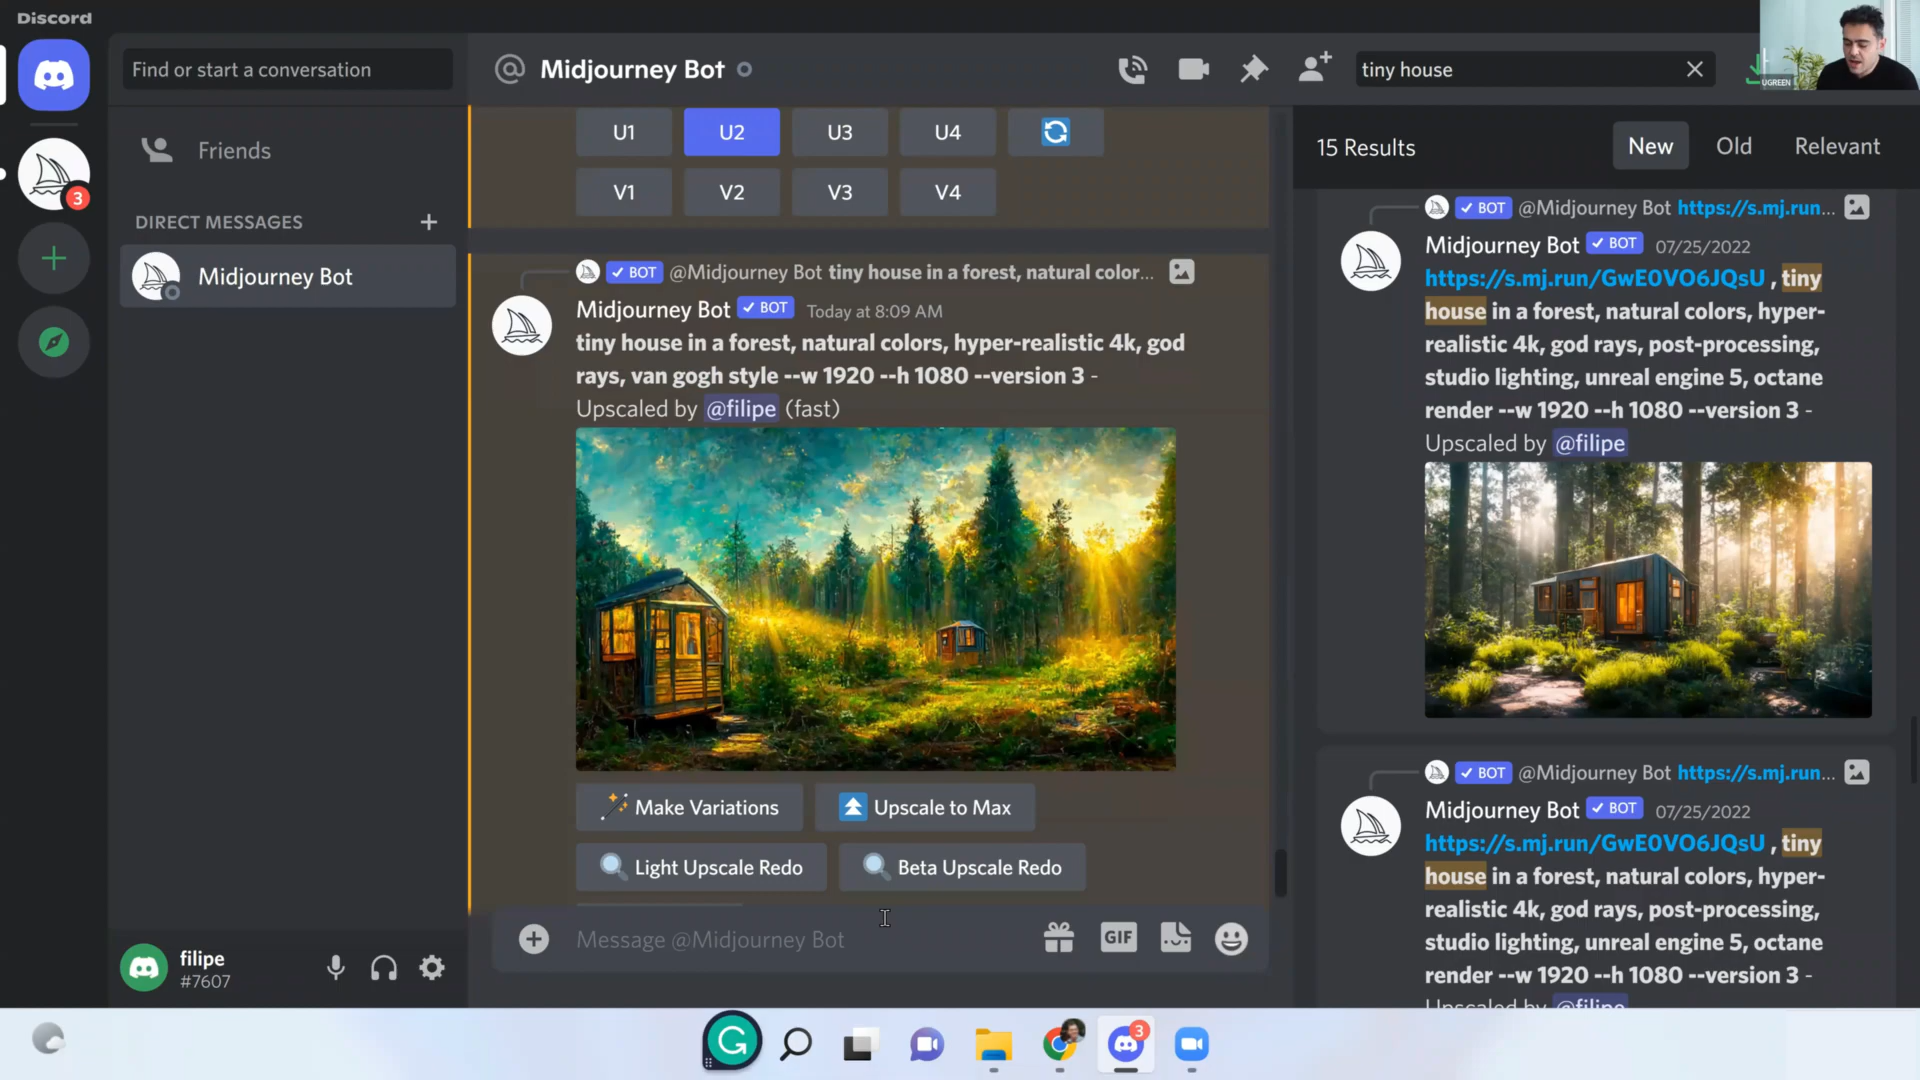 Discord
Find or start a conversation
Midjourney Bot
tiny house
UGREEN
Friends
3
DIRECT MESSAGES
Midjourney Bot
filipe
#7607
U1 U2 U3 U4
V1 V2 V3 V4
BOT @Midjourney Bot tiny house in a forest, natural color...
Midjourney Bot BOT Today at 8:09 AM
tiny house in a forest, natural colors, hyper-realistic 4k, god
rays, van gogh style --w 1920 --h 1080 --version 3 -
Upscaled by @filipe (fast)
Make Variations Upscale to Max
Light Upscale Redo Beta Upscale Redo
Message @Midjourney Bot
GIF
15 Results New Old Relevant
BOT @Midjourney Bot https://s.mj.run...
Midjourney Bot BOT 07/25/2022
https://s.mj.run/GwE0VO6JQsU , tiny
house in a forest, natural colors, hyper-
realistic 4k, god rays, post-processing,
studio lighting, unreal engine 5, octane
render --w 1920 --h 1080 --version 3 -
Upscaled by @filipe
BOT @Midjourney Bot https://s.mj.run...
Midjourney Bot BOT 07/25/2022
https://s.mj.run/GwE0VO6JQsU , tiny
house in a forest, natural colors, hyper-
realistic 4k, god rays, post-processing,
studio lighting, unreal engine 5, octane
render --w 1920 --h 1080 --version 3 -
Upscaled by @filipe
3